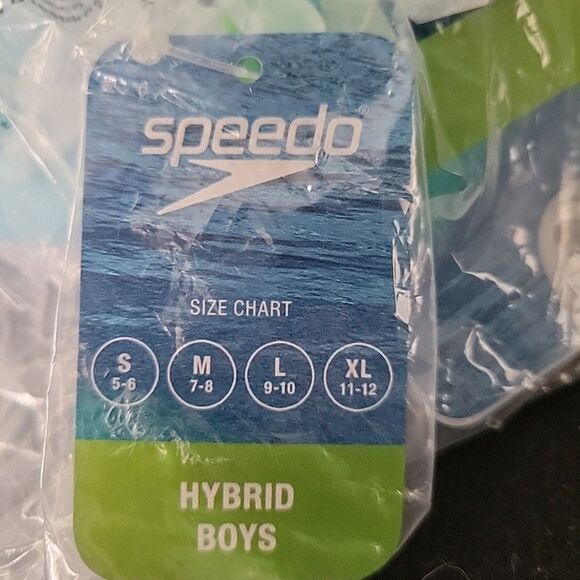 speedo®
SIZE CHART
S M L XL
5-6 7-8 9-10 11-12
HYBRID
BOYS